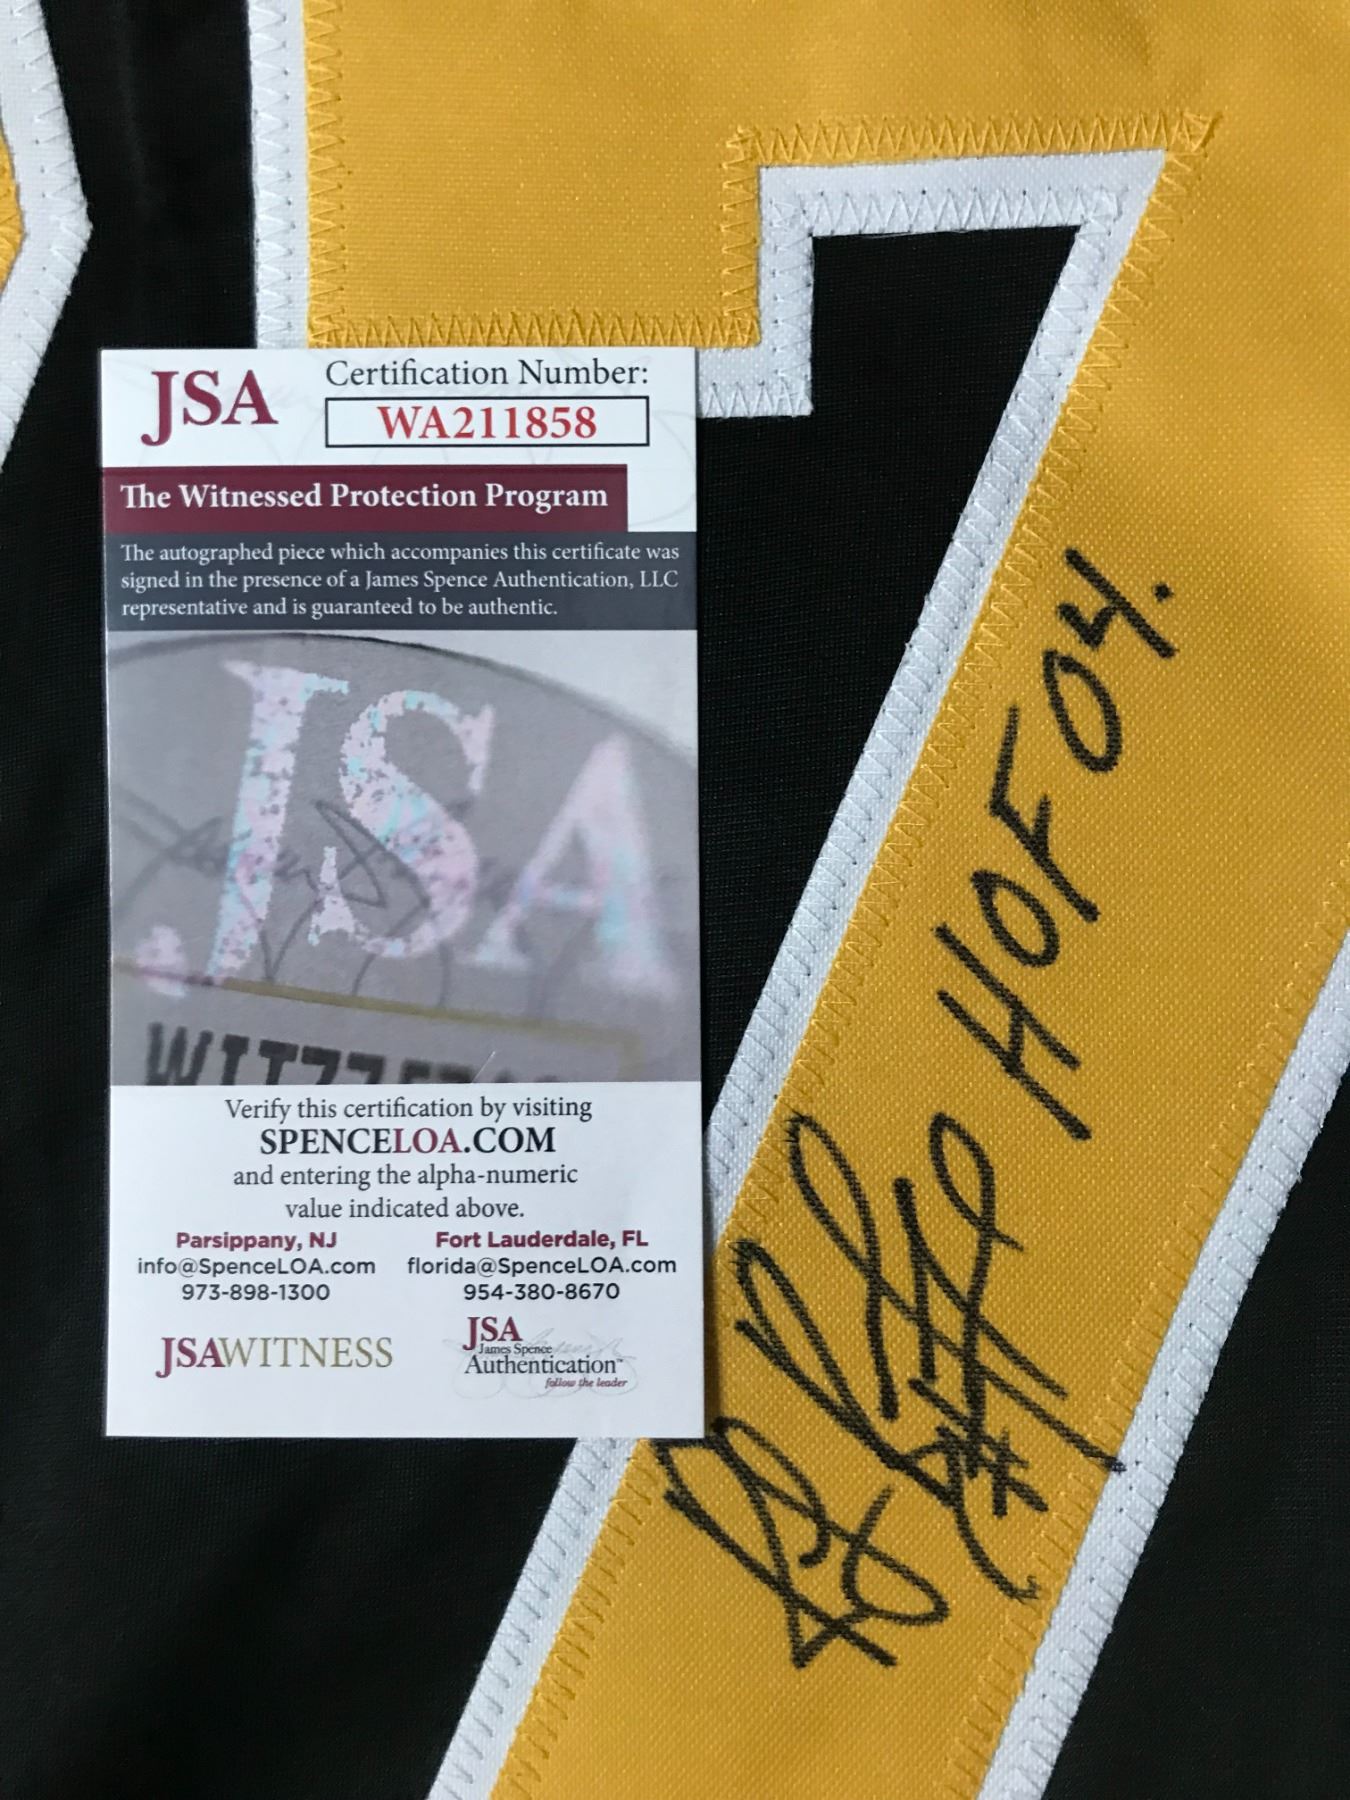 JSA
Certification Number:
WA211858
The Witnessed Protection Program
The autographed piece which accompanies this certificate was
signed in the presence of a James Spence Authentication, LLC
representative and is guaranteed to be authentic.
JSA
Verify this certification by visiting
SPENCELOA.COM
and entering the alpha-numeric
value indicated above.
Parsippany, NJ
info@SpenceLOA.com
973-898-1300
Fort Lauderdale, FL
florida@SpenceLOA.com
954-380-8670
JSAWITNESS
JSA
James Spence
Authentication™
follow the leader
7
HOF 04.